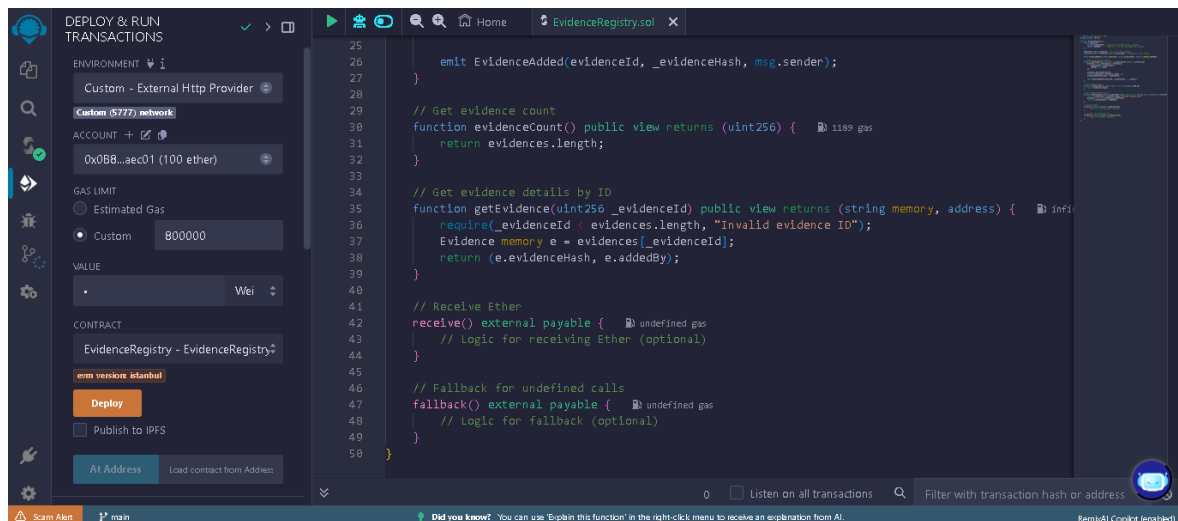 DEPLOY & RUN
TRANSACTIONS
ENVIRONMENT
Custom - External Http Provider
Custom (5777) network
ACCOUNT
0x0B8...aec01 (100 ether)
GAS LIMIT
Estimated Gas
Custom
800000
VALUE
Wei
CONTRACT
EvidenceRegistry - EvidenceRegistry
evm version: istanbul
Deploy
Publish to IPFS
At Address
Load contract from Address
Home
EvidenceRegistry.sol
25
26 emit EvidenceAdded(evidenceId, _evidenceHash, msg.sender);
27 }
28
29 // Get evidence count
30 function evidenceCount() public view returns (uint256) { 1189 gas
31 return evidences.length;
32 }
33
34 // Get evidence details by ID
35 function getEvidence(uint256 _evidenceId) public view returns (string memory, address) { infi
36 require(_evidenceId < evidences.length, "Invalid evidence ID");
37 Evidence memory e = evidences[_evidenceId];
38 return (e.evidenceHash, e.addedBy);
39 }
40
41 // Receive Ether
42 receive() external payable { undefined gas
43 // Logic for receiving Ether (optional)
44 }
45
46 // Fallback for undefined calls
47 fallback() external payable { undefined gas
48 // Logic for fallback (optional)
49 }
50 }
0
Listen on all transactions
Filter with transaction hash or address
Scam Alert
main
Did you know? You can use 'Explain this function' in the right-click menu to receive an explanation from AI.
RemixAI Copilot (enabled)